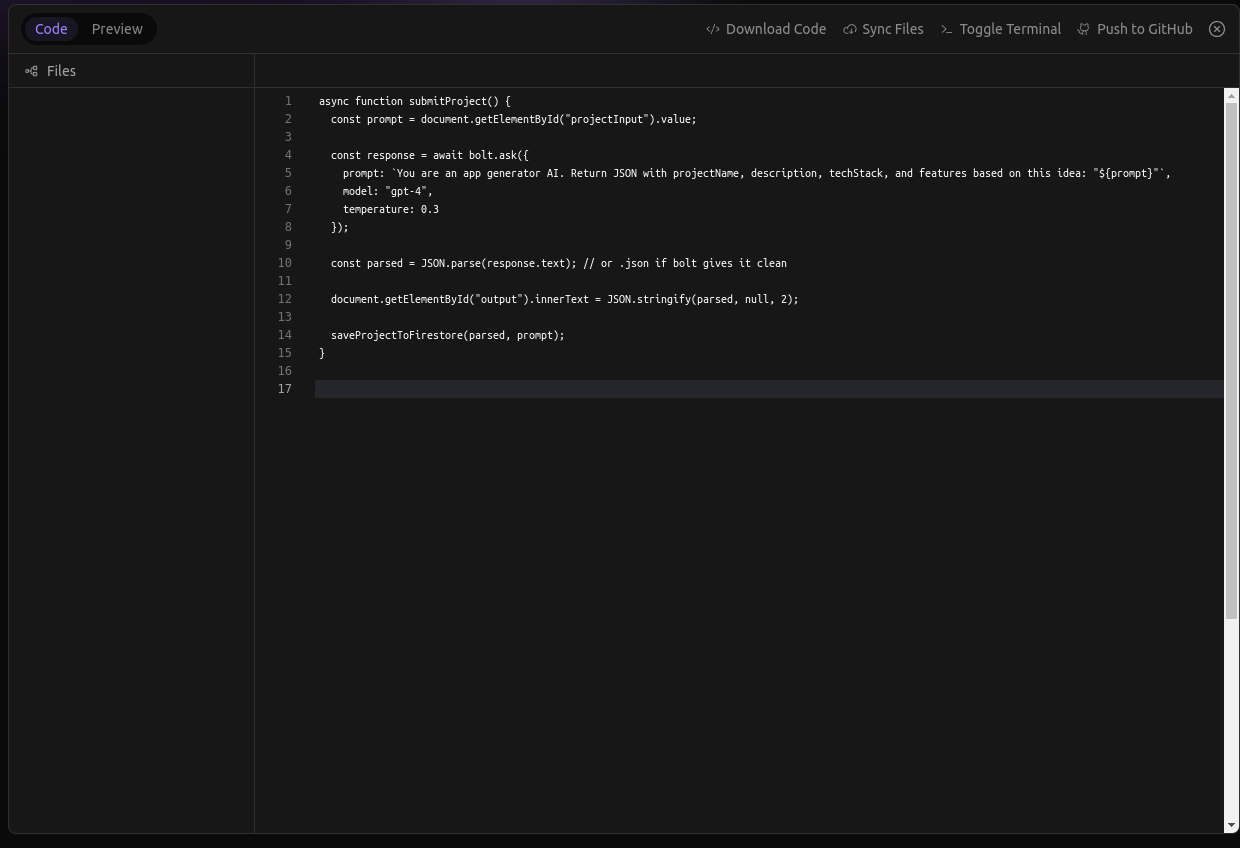 Code Preview Download Code Sync Files Toggle Terminal Push to GitHub
Files
1 async function submitProject() {
2 const prompt = document.getElementById("projectInput").value;
3
4 const response = await bolt.ask({
5 prompt: `You are an app generator AI. Return JSON with projectName, description, techStack, and features based on this idea: "${prompt}"`,
6 model: "gpt-4",
7 temperature: 0.3
8 });
9
10 const parsed = JSON.parse(response.text); // or .json if bolt gives it clean
11
12 document.getElementById("output").innerText = JSON.stringify(parsed, null, 2);
13
14 saveProjectToFirestore(parsed, prompt);
15 }
16
17